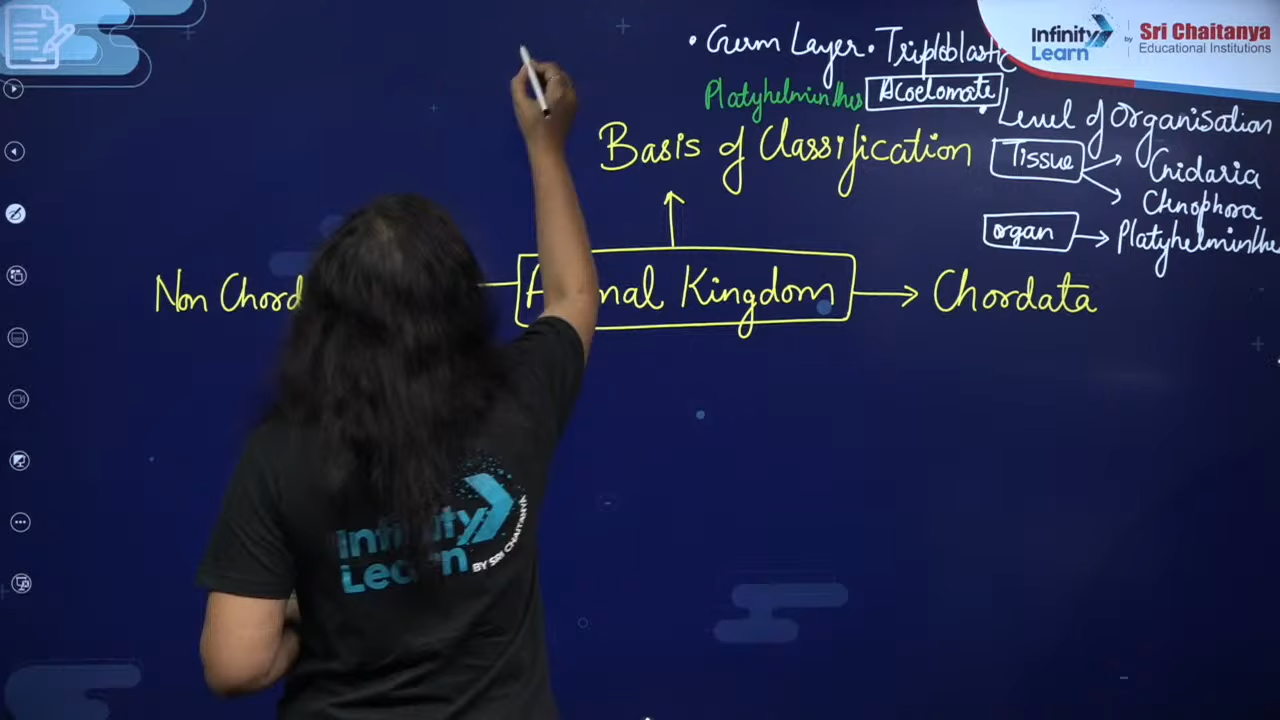 • Germ Layer • Triploblastic
Infinity Learn by Sri Chaitanya Educational Institutions
Platyhelminthes Acoelomate
• Level of Organisation
Basis of Classification
Tissue Cnidaria
Ctenophora
organ Platyhelminthe
Non Chord
nal Kingdom Chordata
Infinity
Learn BY SRI CHAITANYA